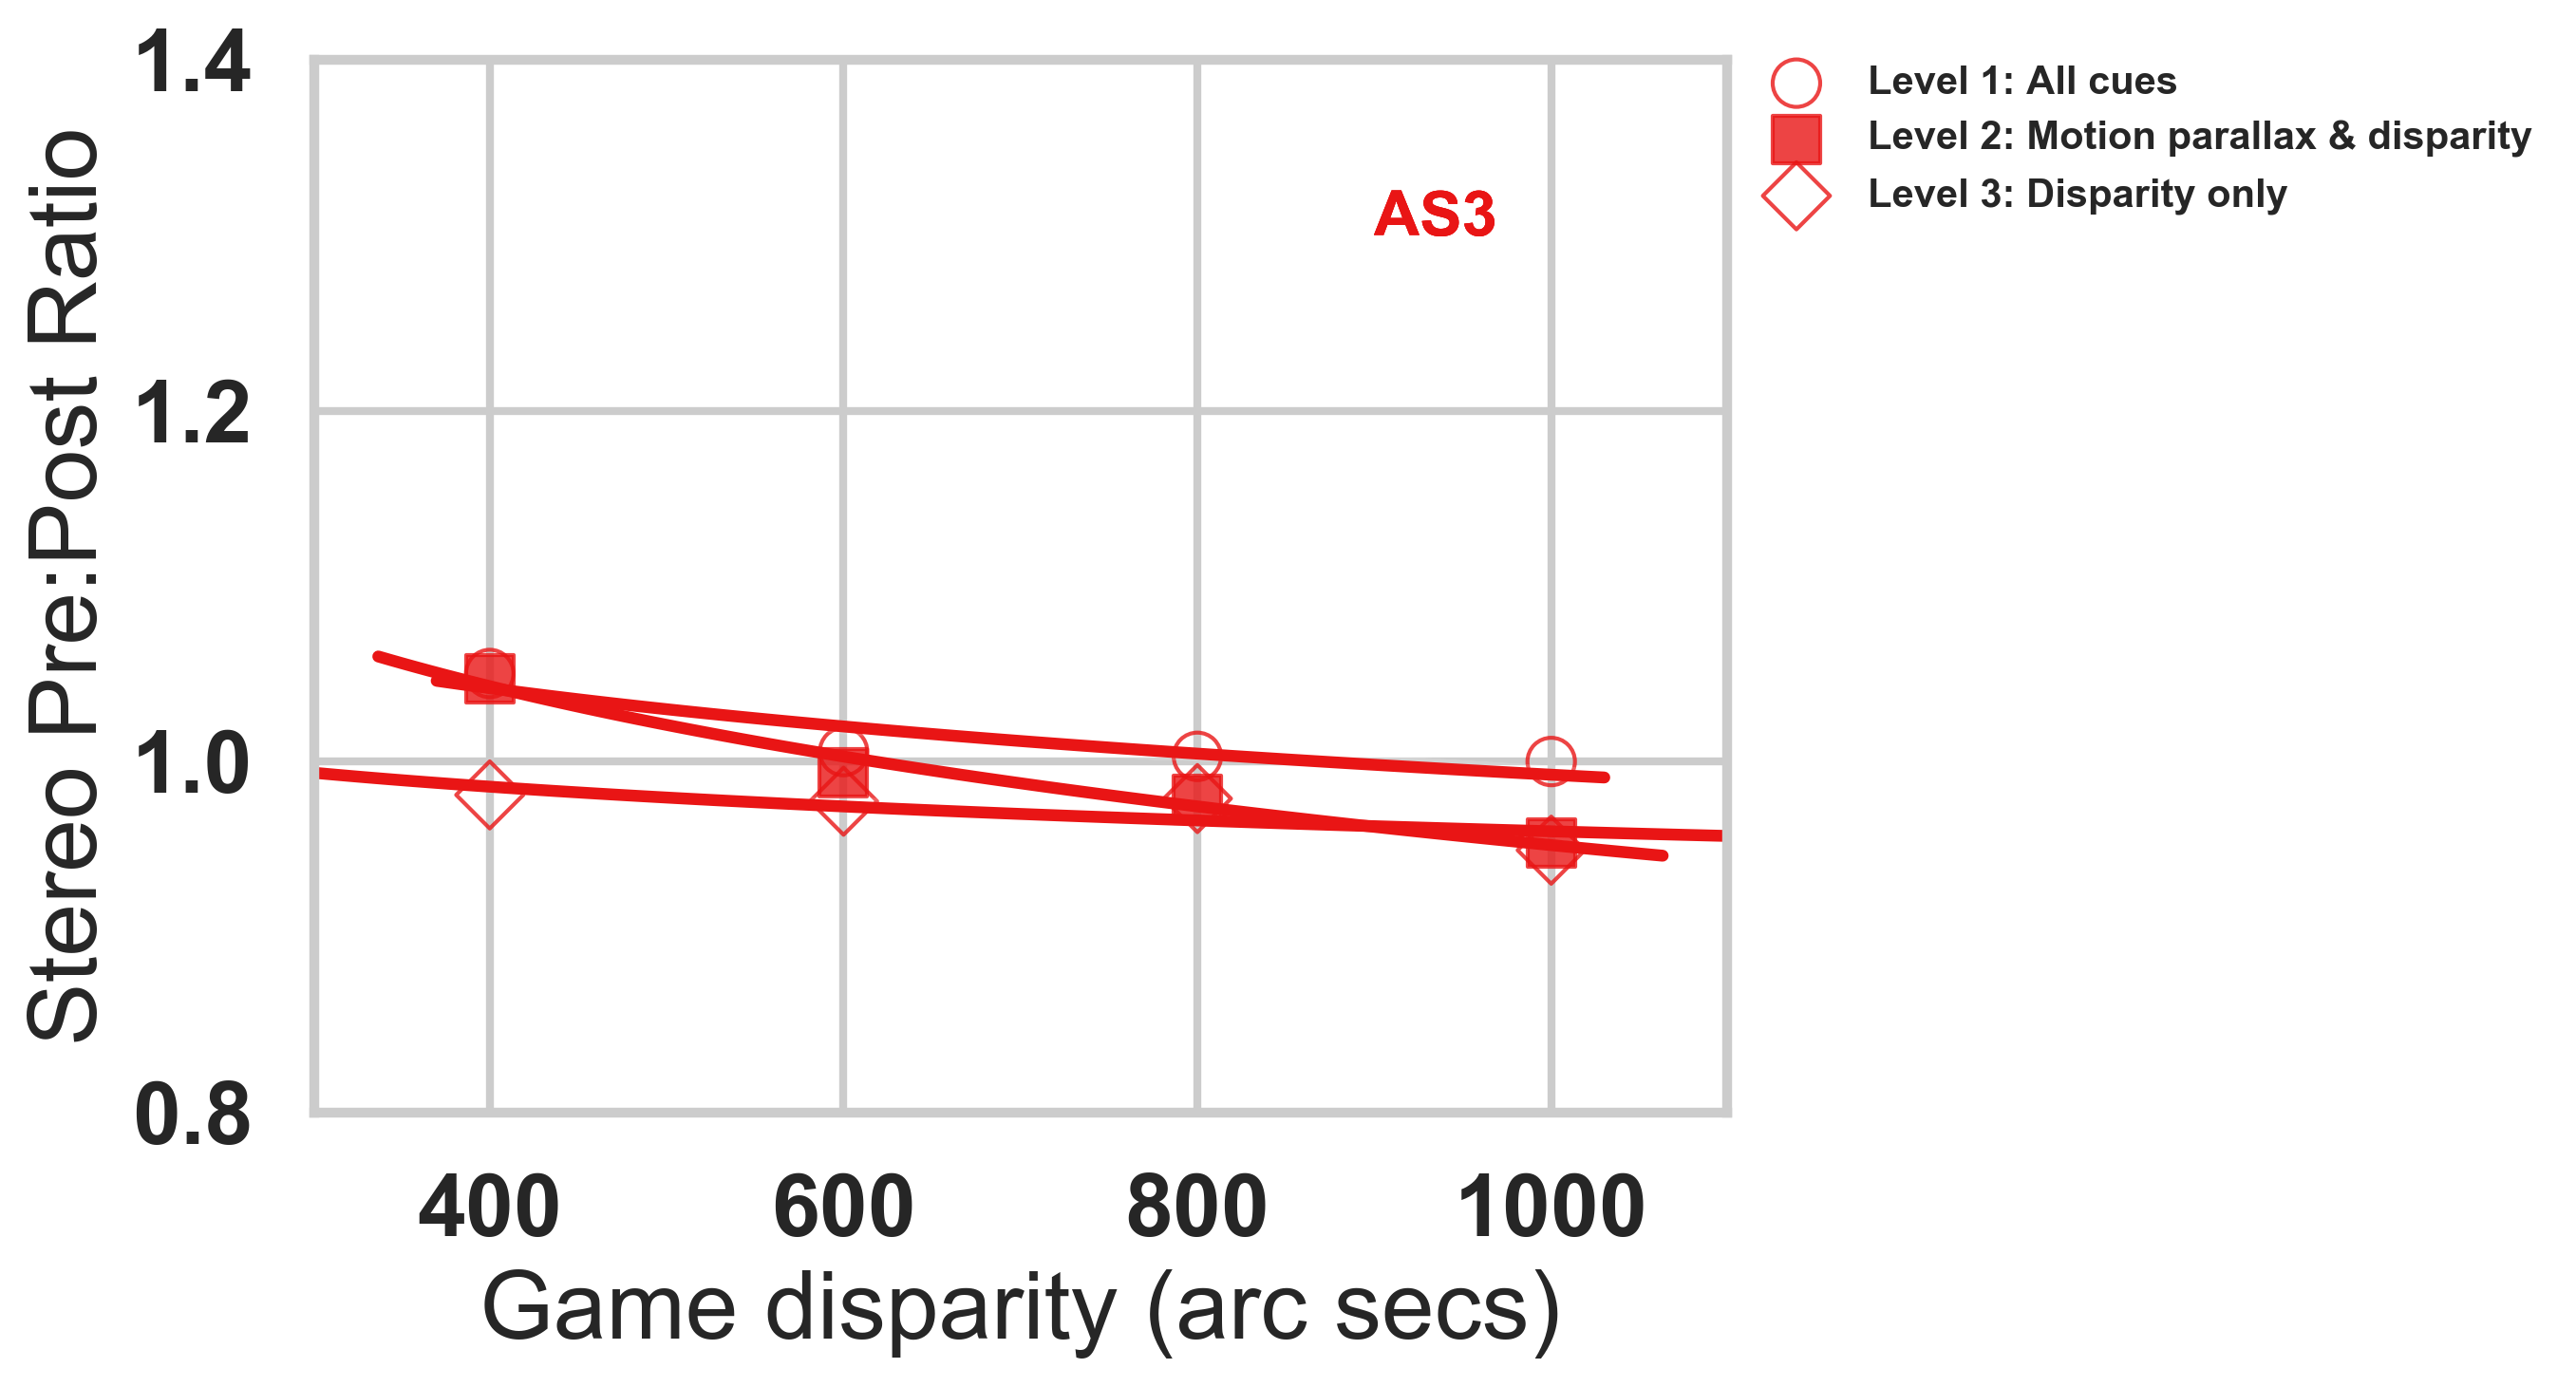 1.4
1.2
1.0
0.8
Stereo Pre:Post Ratio
AS3
400 600 800 1000
Game disparity (arc secs)
Level 1: All cues
Level 2: Motion parallax & disparity
Level 3: Disparity only